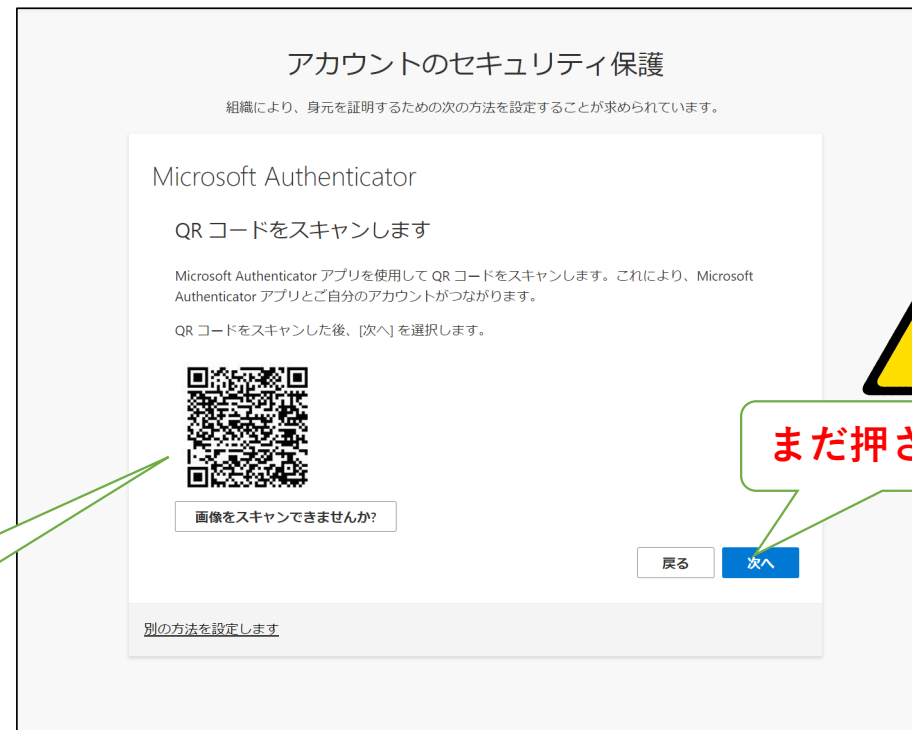 アカウントのセキュリティ保護
組織により、身元を証明するための次の方法を設定することが求められています。
Microsoft Authenticator
QR コードをスキャンします
Microsoft Authenticator アプリを使用して QR コードをスキャンします。これにより、Microsoft
Authenticator アプリとご自分のアカウントがつながります。
QR コードをスキャンした後、[次へ] を選択します。
まだ押さ
画像をスキャンできませんか?
戻る
次へ
別の方法を設定します